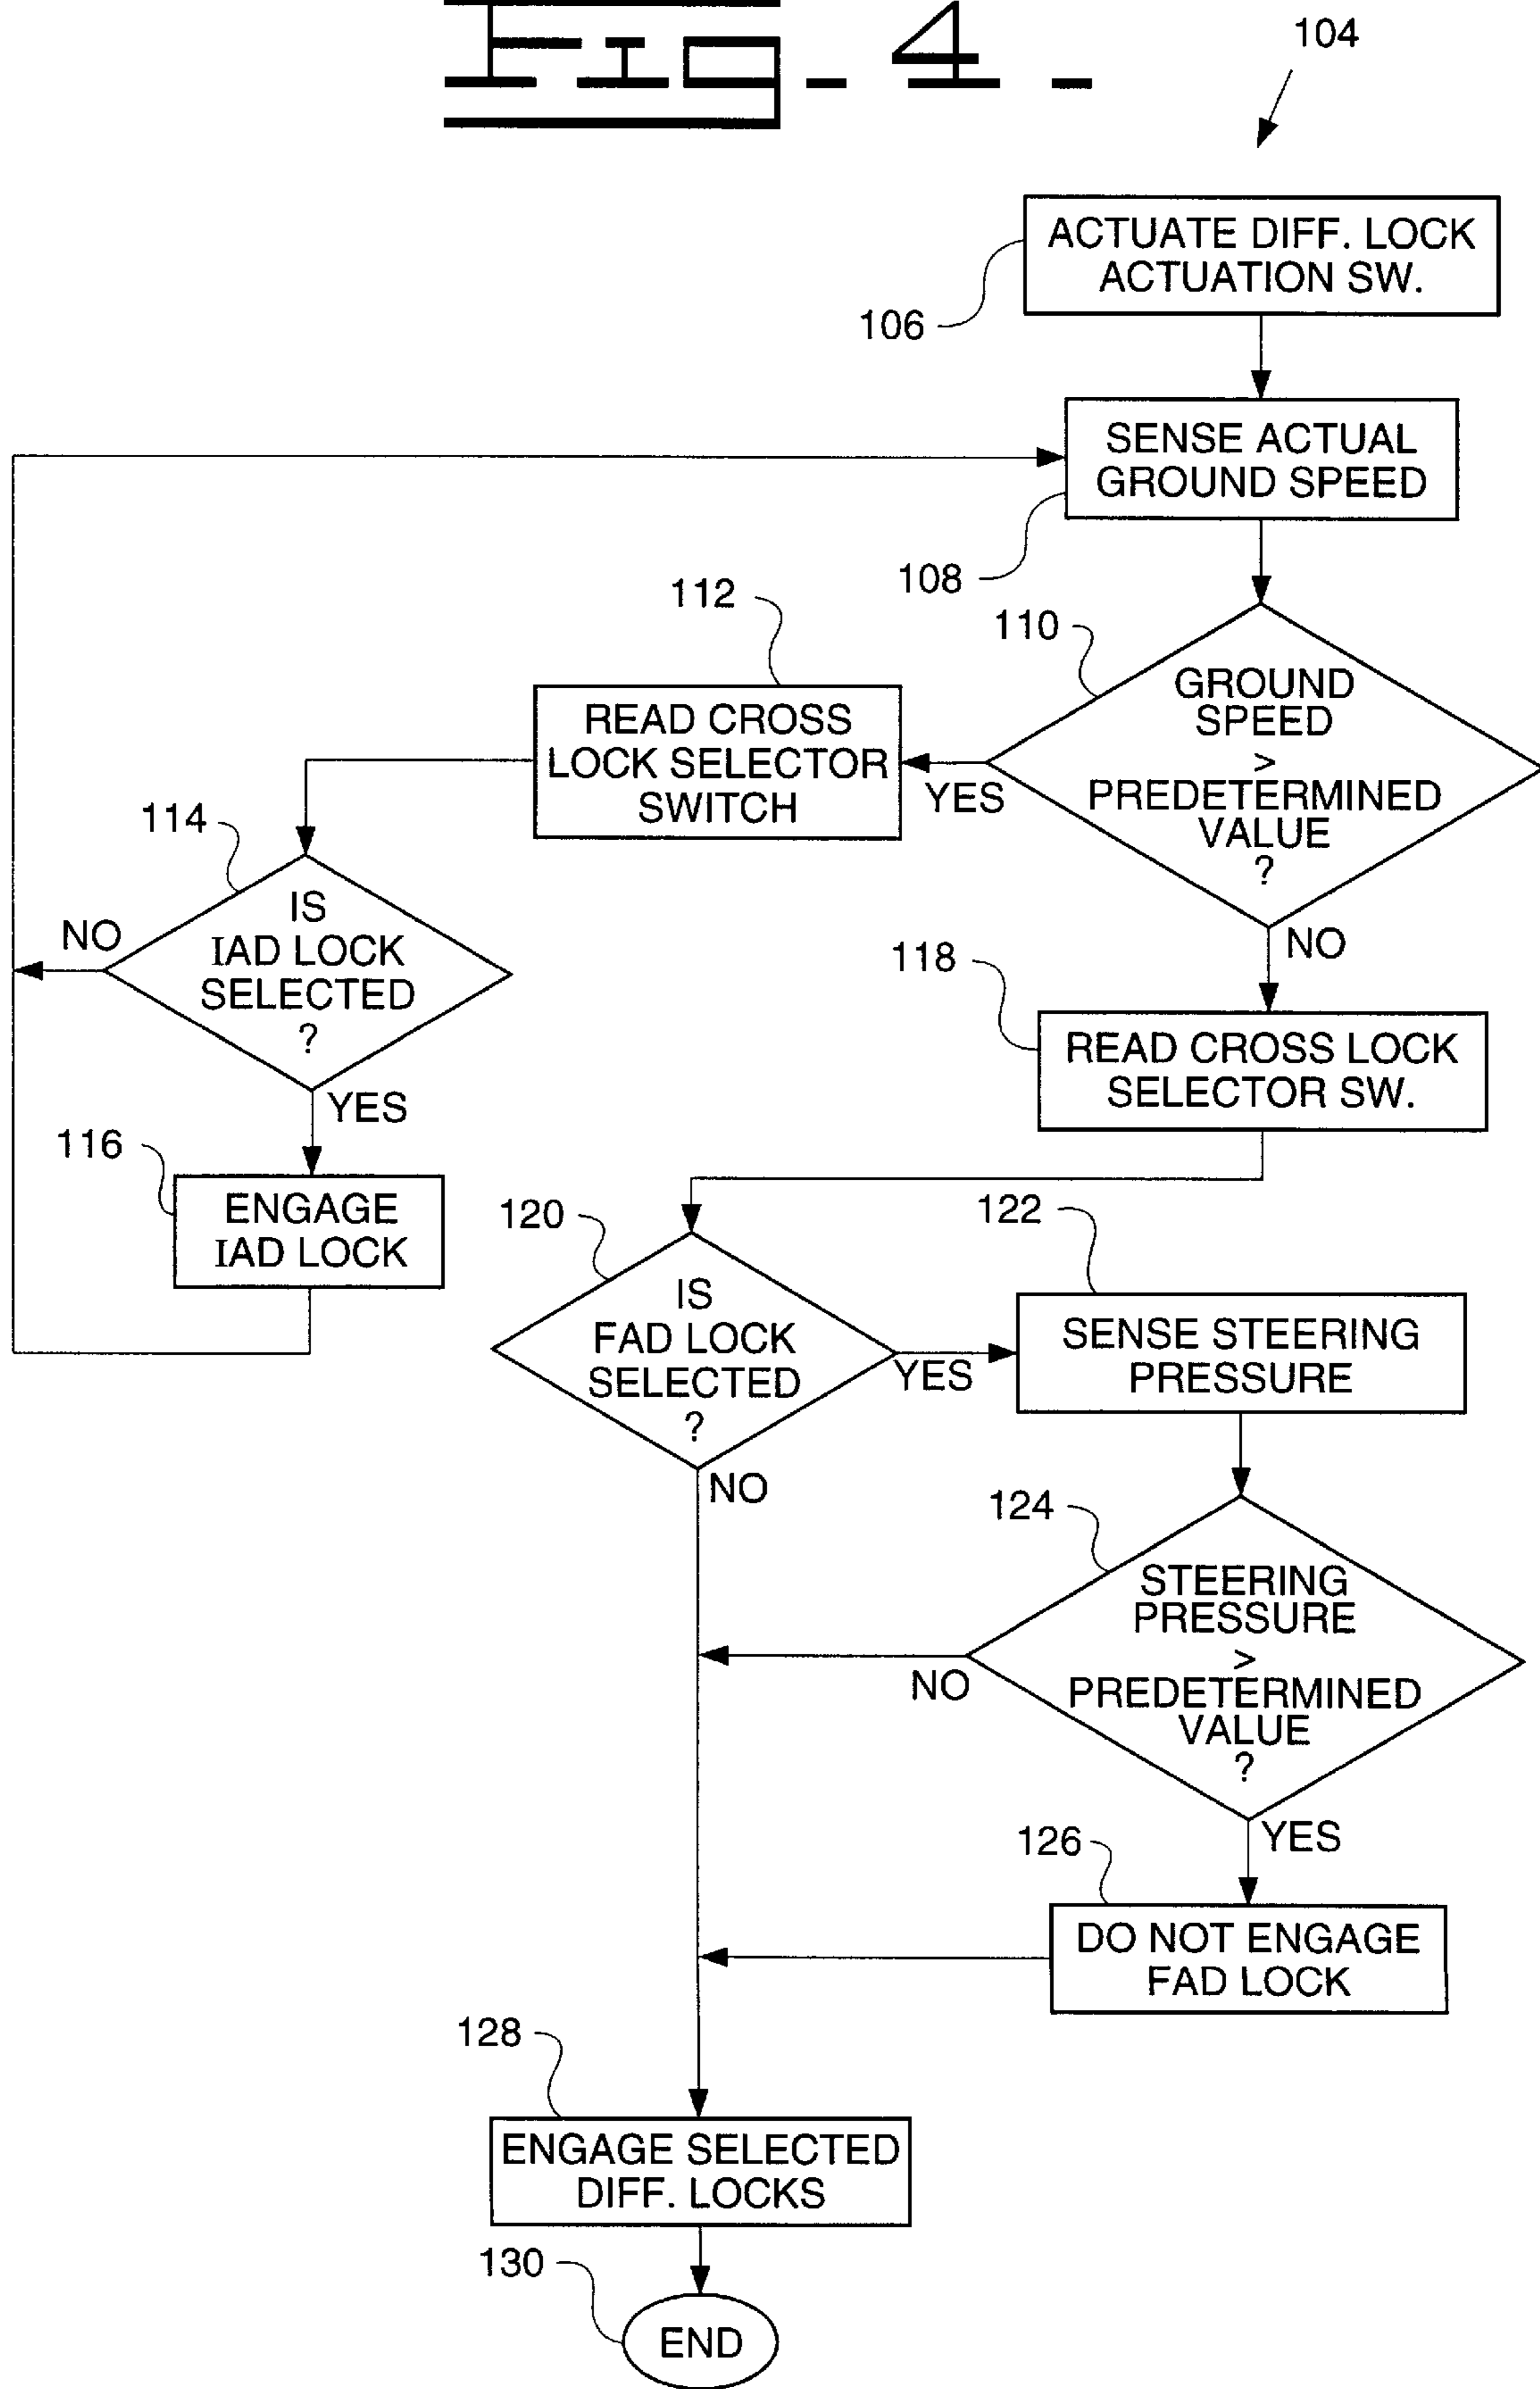 FIG - 4 -
104
ACTUATE DIFF. LOCK
ACTUATION SW.
106
SENSE ACTUAL
GROUND SPEED
108
110
GROUND
SPEED
>
PREDETERMINED
VALUE
?
YES
NO
112
READ CROSS
LOCK SELECTOR
SWITCH
114
IS
IAD LOCK
SELECTED
?
NO
YES
116
ENGAGE
IAD LOCK
118
READ CROSS LOCK
SELECTOR SW.
120
IS
FAD LOCK
SELECTED
?
YES
NO
122
SENSE STEERING
PRESSURE
124
STEERING
PRESSURE
>
PREDETERMINED
VALUE
?
NO
YES
126
DO NOT ENGAGE
FAD LOCK
128
ENGAGE SELECTED
DIFF. LOCKS
130
END